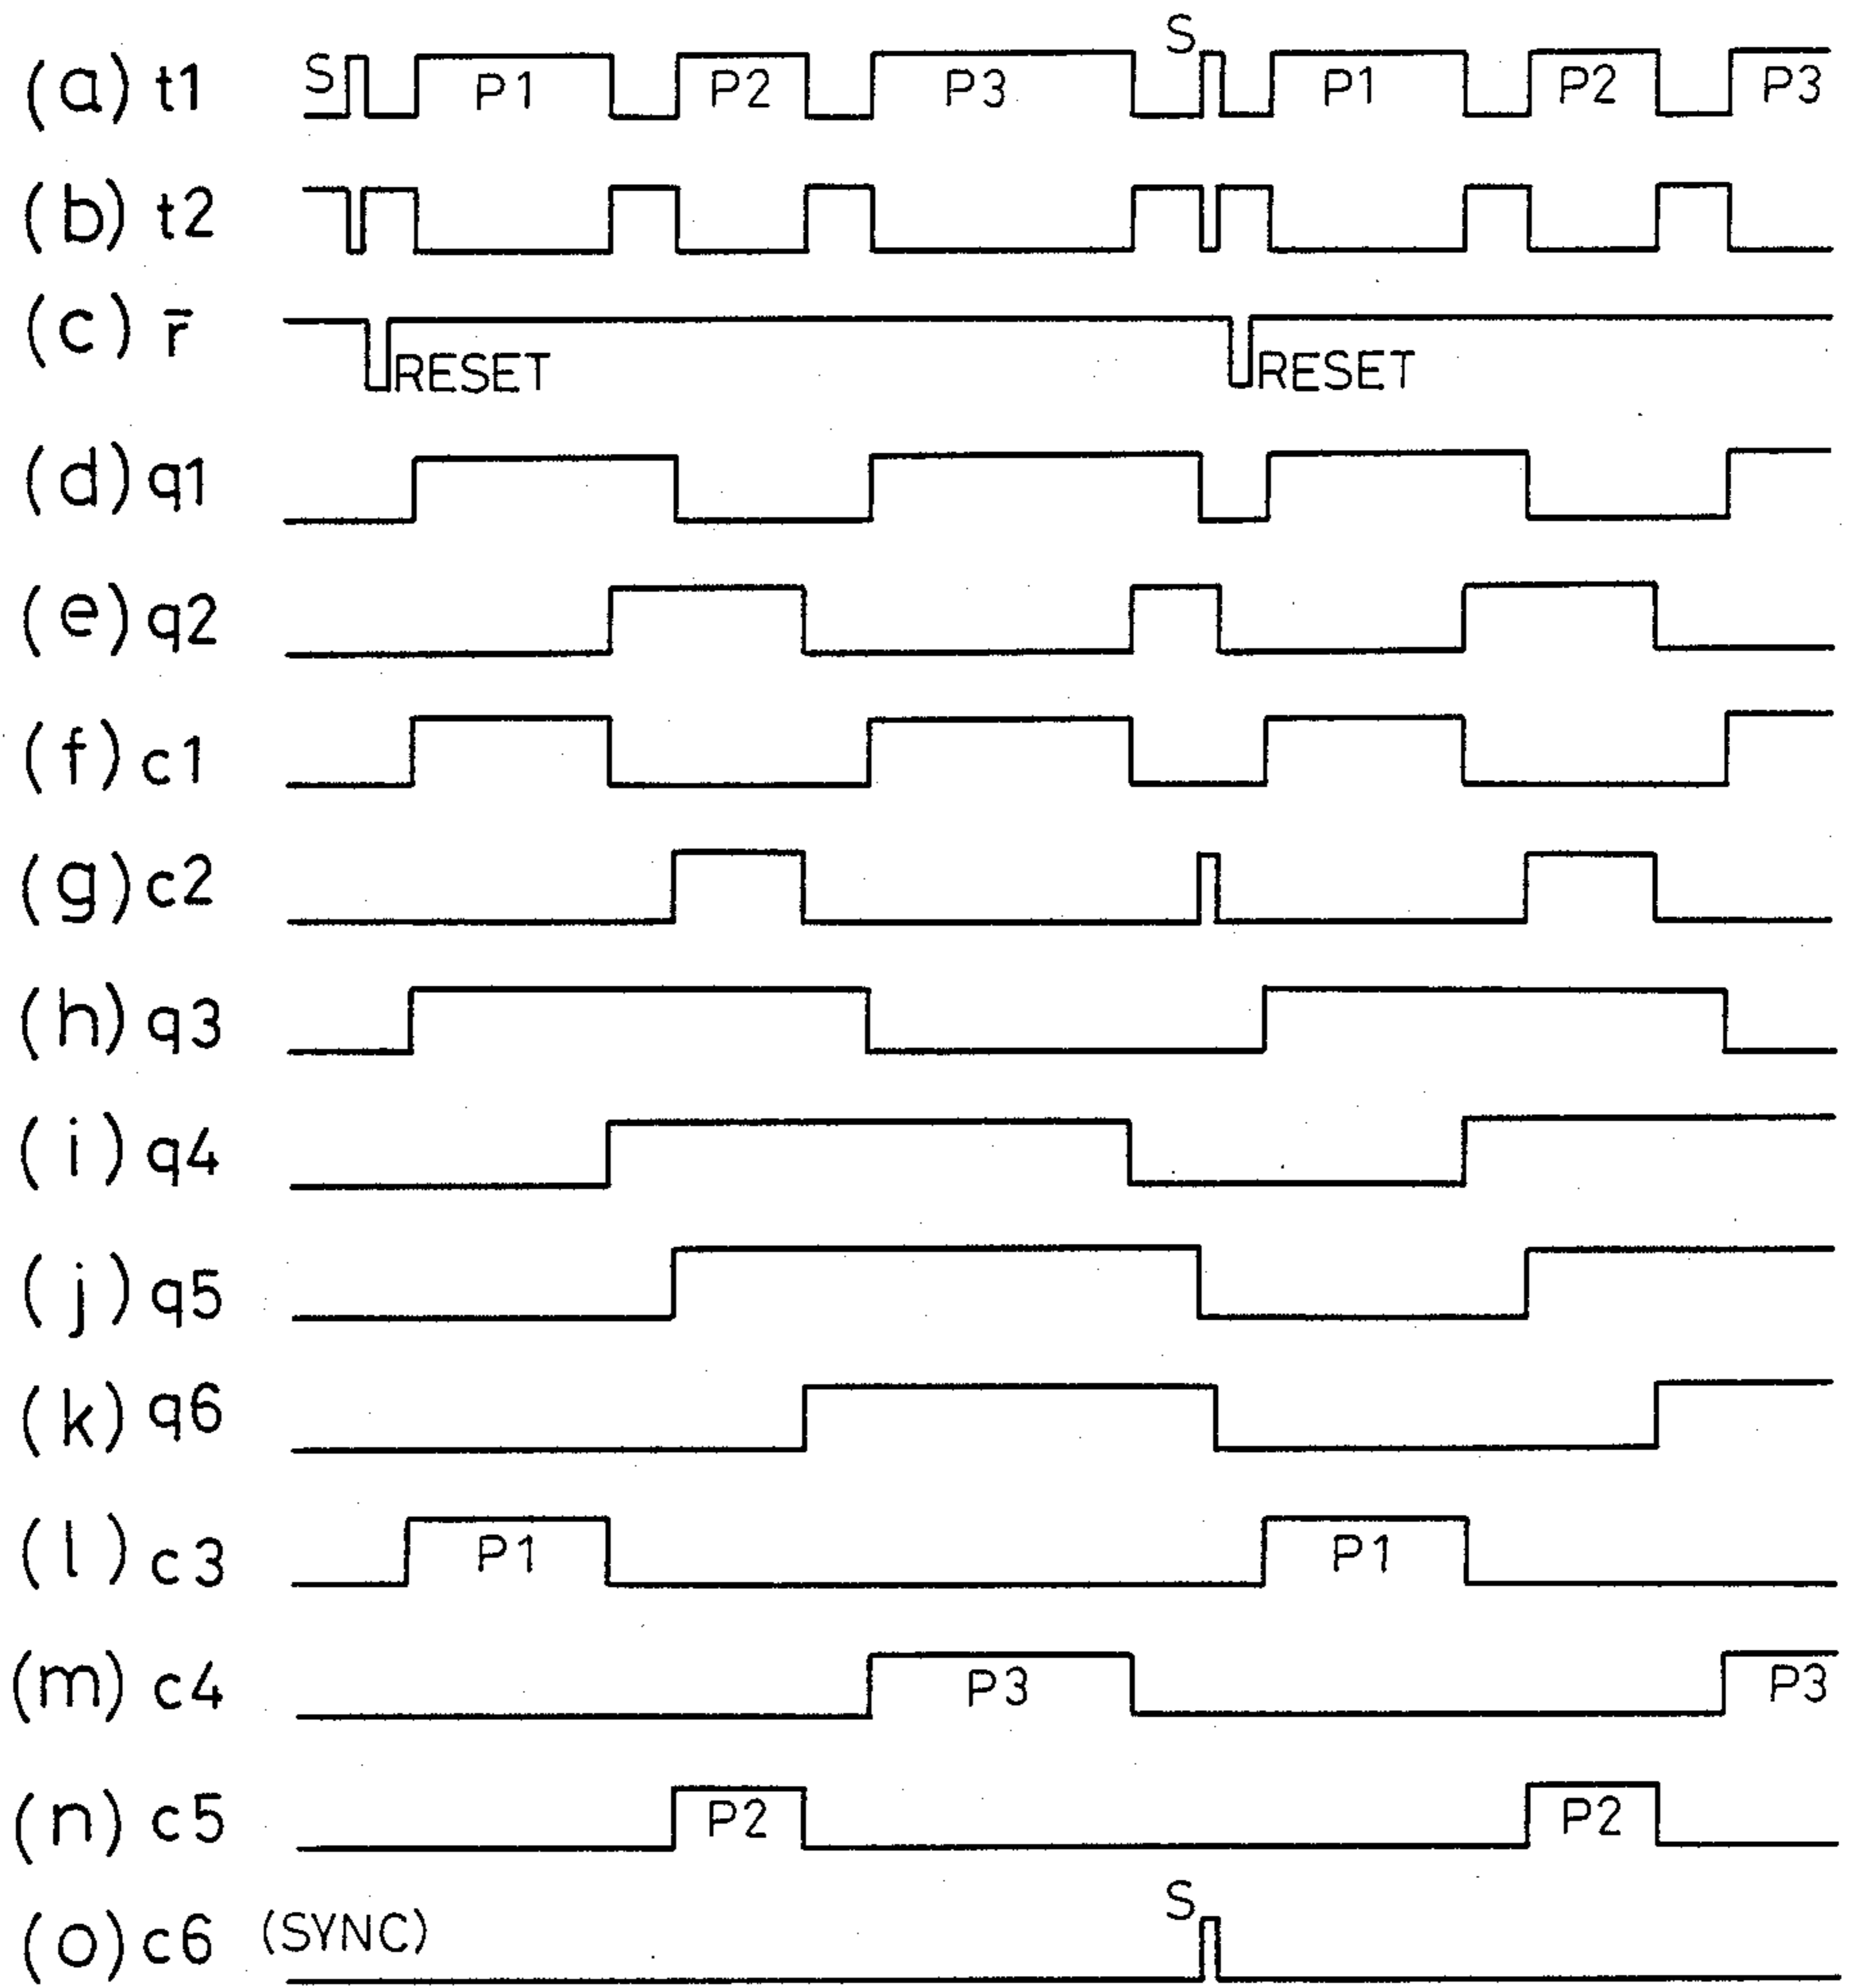 (a) t1 S P1 P2 P3 S P1 P2 P3
(b) t2
(c) r̄ RESET RESET
(d) q1
(e) q2
(f) c1
(g) c2
(h) q3
(i) q4
(j) q5
(k) q6
(l) c3 P1 P1
(m) c4 P3 P3
(n) c5 P2 P2
(o) c6 (SYNC) S